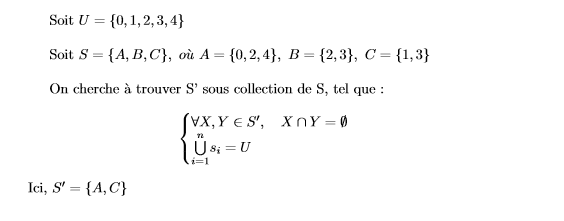 Soit U = {0, 1, 2, 3, 4}
Soit S = {A, B, C}, où A = {0, 2, 4}, B = {2, 3}, C = {1, 3}
On cherche à trouver S' sous collection de S, tel que :
∀X, Y ∈ S′, X ∩ Y = ∅
⋃_{i=1}^{n} s_i = U
Ici, S′ = {A, C}